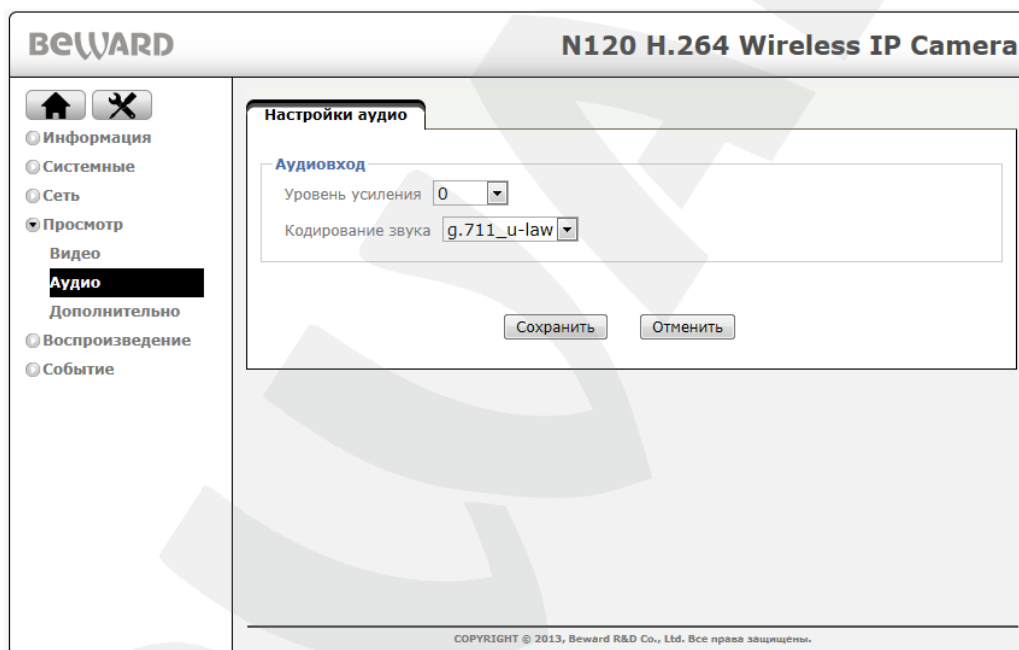 BEWARD
N120 H.264 Wireless IP Camera
Информация
Системные
Сеть
Просмотр
Видео
Аудио
Дополнительно
Воспроизведение
Событие
Настройки аудио
Аудиовход
Уровень усиления 0
Кодирование звука g.711_u-law
Сохранить Отменить
COPYRIGHT © 2013, Beward R&D Co., Ltd. Все права защищены.